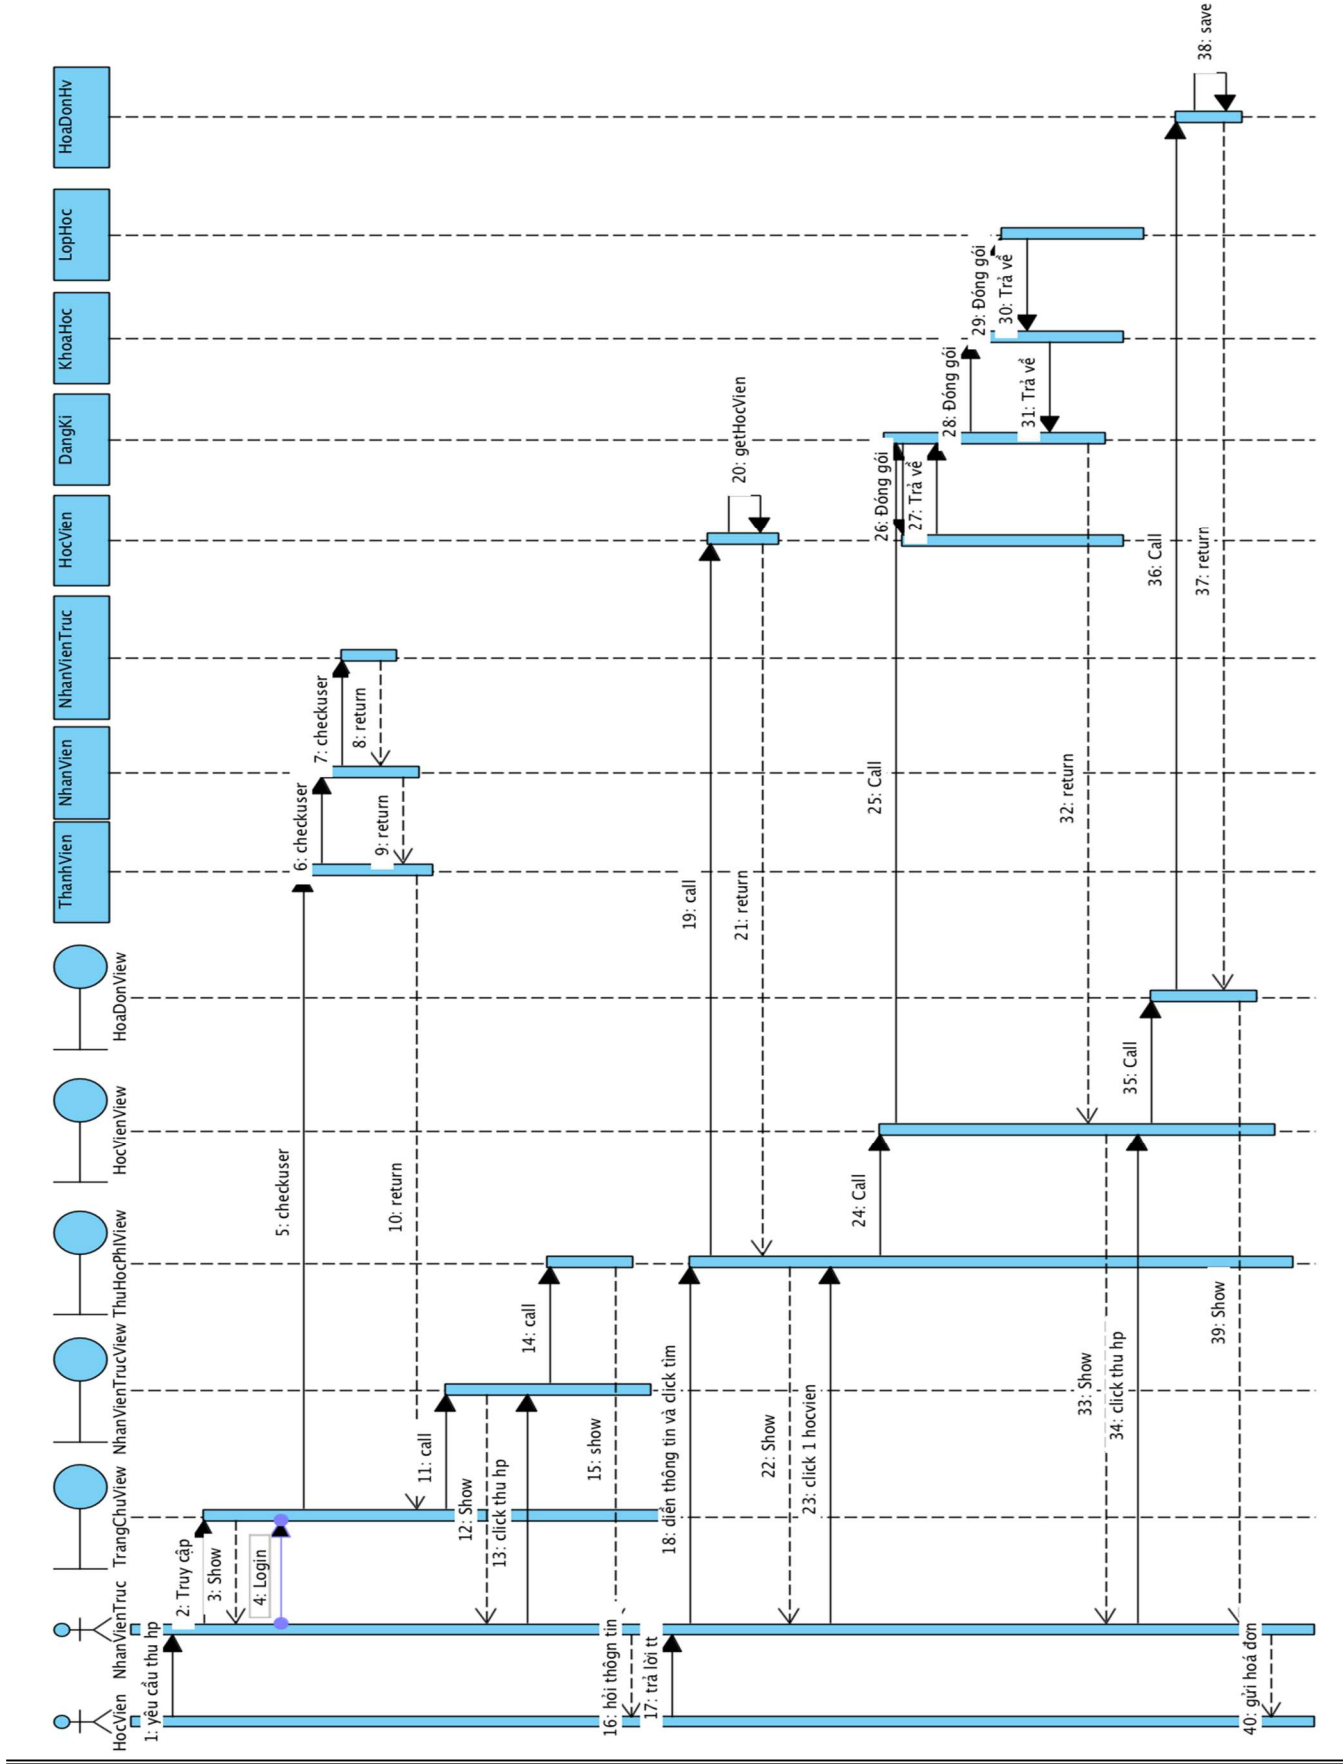 HocVien
NhanVienTruc
TrangChuView
NhanVienTrucView
ThuHocPhiView
HocVienView
HoaDonView
ThanhVien
NhanVien
NhanVienTruc
HocVien
DangKi
KhoaHoc
LopHoc
HoaDonHv
1: yêu cầu thu hp
2: Truy cập
3: Show
4: Login
5: checkuser
6: checkuser
7: checkuser
8: return
9: return
10: return
11: call
12: Show
13: click thu hp
14: call
15: show
16: hỏi thôgn tin
17: trả lời tt
18: diền thông tin và click tìm
19: call
20: getHocVien
21: return
22: Show
23: click 1 hocvien
24: Call
25: Call
26: Đóng gói
27: Trả về
28: Đóng gói
29: Đóng gói
30: Trả về
31: Trả về
32: return
33: Show
34: click thu hp
35: Call
36: Call
37: return
38: save
39: Show
40: gửi hoá đơn